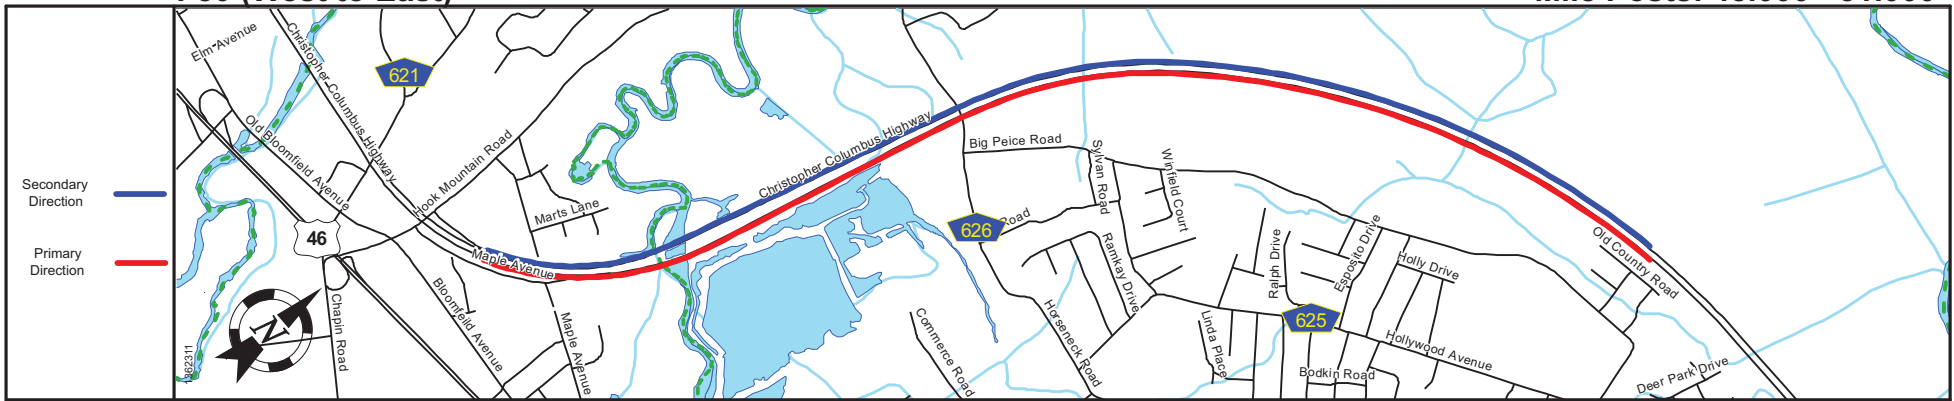 Secondary
Direction
Primary
Direction
Elm Avenue
Christopher Columbus Highway
621
Old Bloomfield Avenue
Hook Mountain Road
Marts Lane
46
Maple Avenue
Christopher Columbus Highway
Big Peice Road
Sylvan Road
Winfield Court
626
Road
Ramkay Drive
Horseneck Road
Commerce Road
Linda Place
Ralph Drive
Esposito Drive
Holly Drive
625
Hollywood Avenue
Bodkin Road
Old Country Road
Deer Park Drive
Bloomfeild Avenue
Maple Avenue
Chapin Road
N